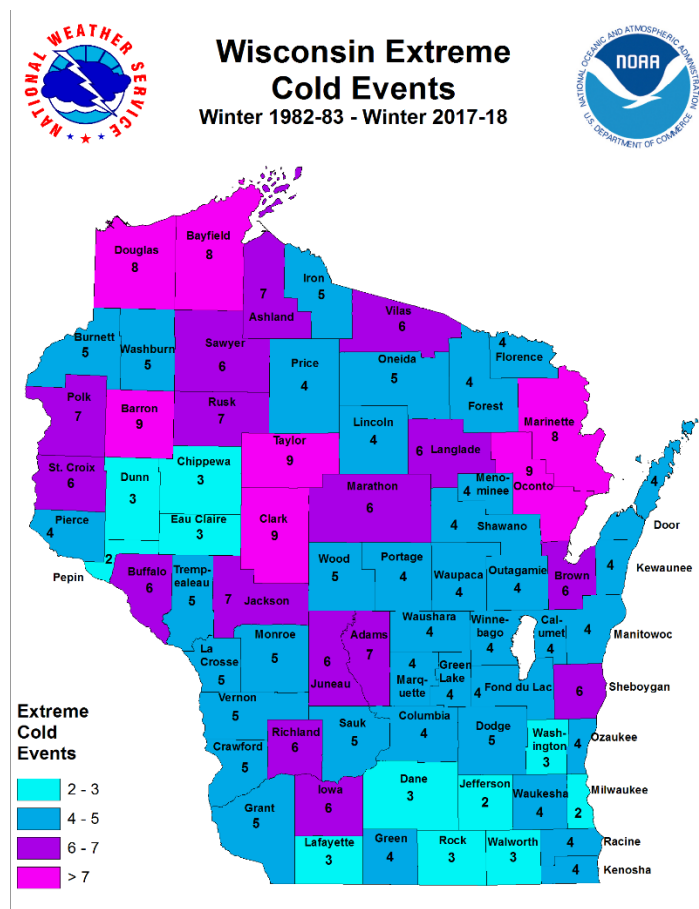 NATIONAL WEATHER SERVICE
Wisconsin Extreme
Cold Events
Winter 1982-83 - Winter 2017-18
NATIONAL OCEANIC AND ATMOSPHERIC ADMINISTRATION
NOAA
U.S. DEPARTMENT OF COMMERCE
Douglas
8
Bayfield
8
7
Ashland
Iron
5
Vilas
6
Burnett
5
Washburn
5
Sawyer
6
Price
4
Oneida
5
4
Forest
4
Florence
Polk
7
Barron
9
Rusk
7
Lincoln
4
6 Langlade
Marinette
8
Taylor
9
Chippewa
3
St. Croix
6
Dunn
3
9
Oconto
Marathon
6
Meno-
4 minee
4
Shawano
4
Door
Eau Claire
3
Clark
9
Pierce
4
Pepin
2
Buffalo
6
Tremp-
ealeau
5
7
Jackson
Wood
5
Portage
4
Waupaca
4
Outagamie
4
Brown
6
4
Kewaunee
Waushara
4
Winne-
bago
4
Cal-
umet
4
4
Manitowoc
Monroe
5
La
Crosse
5
6
Juneau
Adams
7
4
Marq-
uette
Green
Lake
4
4
Fond du Lac
6
Sheboygan
Vernon
5
Crawford
5
Richland
6
Sauk
5
Columbia
4
Dodge
5
Wash-
ington
3
4
Ozaukee
Extreme
Cold
Events
2 - 3
4 - 5
6 - 7
> 7
Grant
5
Iowa
6
Dane
3
Jefferson
2
Waukesha
4
Milwaukee
2
Lafayette
3
Green
4
Rock
3
Walworth
3
4
Racine
4
Kenosha